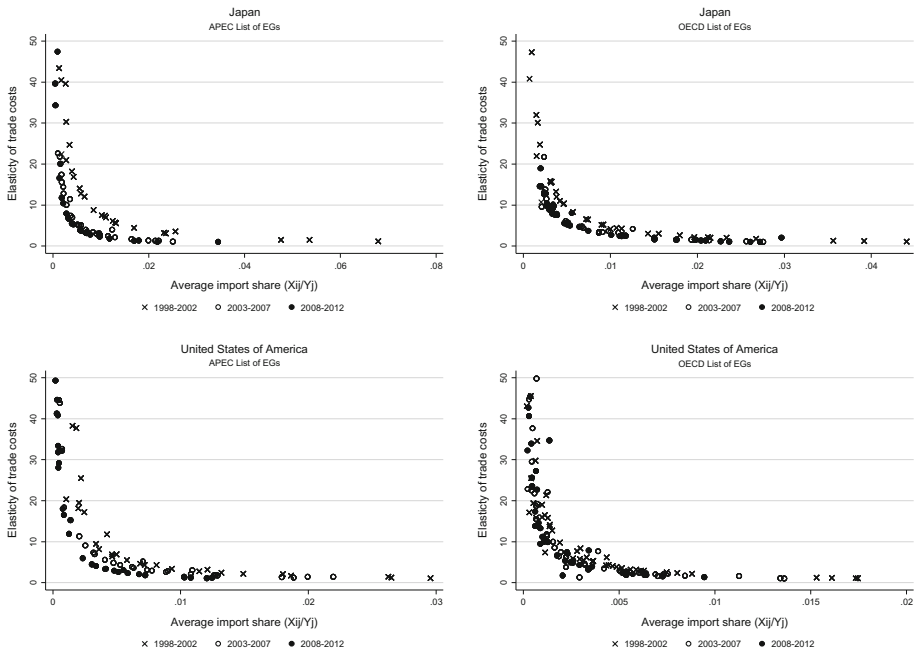 Japan
APEC List of EGs
Elasticty of trade costs
50
40
30
20
10
0
0 .02 .04 .06 .08
Average import share (Xij/Yj)
1998-2002 2003-2007 2008-2012
Japan
OECD List of EGs
Elasticty of trade costs
50
40
30
20
10
0
0 .01 .02 .03 .04
Average import share (Xij/Yj)
1998-2002 2003-2007 2008-2012
United States of America
APEC List of EGs
Elasticty of trade costs
50
40
30
20
10
0
0 .01 .02 .03
Average import share (Xij/Yj)
1998-2002 2003-2007 2008-2012
United States of America
OECD List of EGs
Elasticty of trade costs
50
40
30
20
10
0
0 .005 .01 .015 .02
Average import share (Xij/Yj)
1998-2002 2003-2007 2008-2012